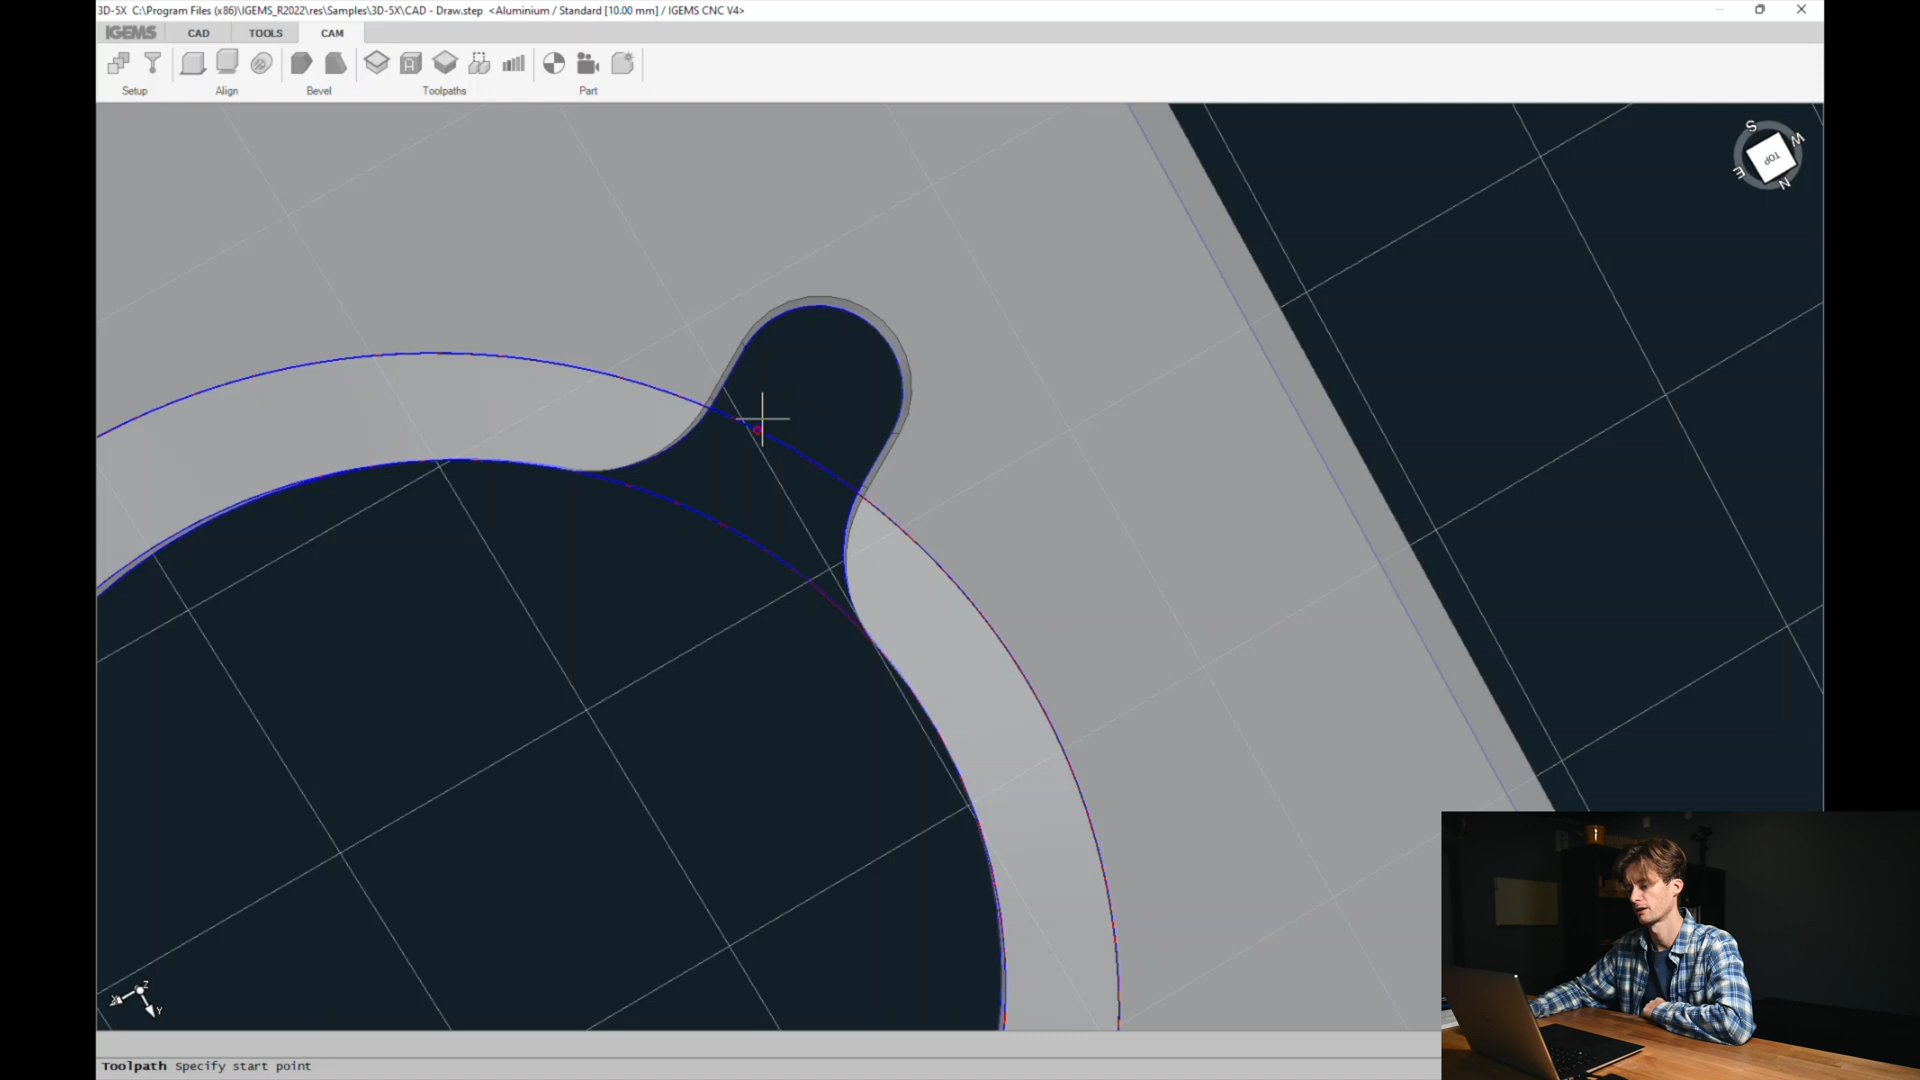 3D-5X C:\Program Files (x86)\IGEMS_R2022\res\Samples\3D-5X\CAD - Draw.step <Aluminium / Standard [10.00 mm] / IGEMS CNC V4>
IGEMS CAD TOOLS CAM
Setup Align Bevel Toolpaths Part
S W
TOP
E N
Z
X Y
Toolpath Specify start point